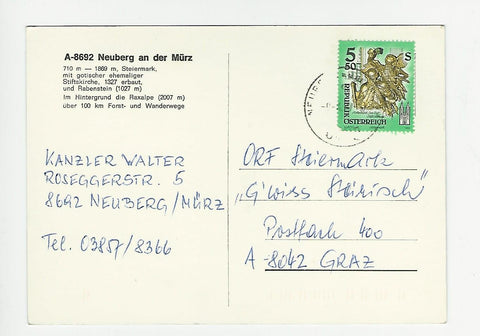 A-8692 Neuberg an der Mürz
710 m — 1869 m, Steiermark,
mit gotischer ehemaliger
Stiftskirche, 1327 erbaut,
und Rabenstein (1027 m)
Im Hintergrund die Raxalpe (2007 m)
über 100 km Forst- und Wanderwege
KANZLER WALTER
ROSEGGERSTR. 5
8692 NEUBERG/MÜRZ
Tel. 03857/8366
5
50
S
REPUBLIK
ÖSTERREICH
ORF Steiermark
„G'wiss Steirisch"
Postfach 400
A-8042 GRAZ